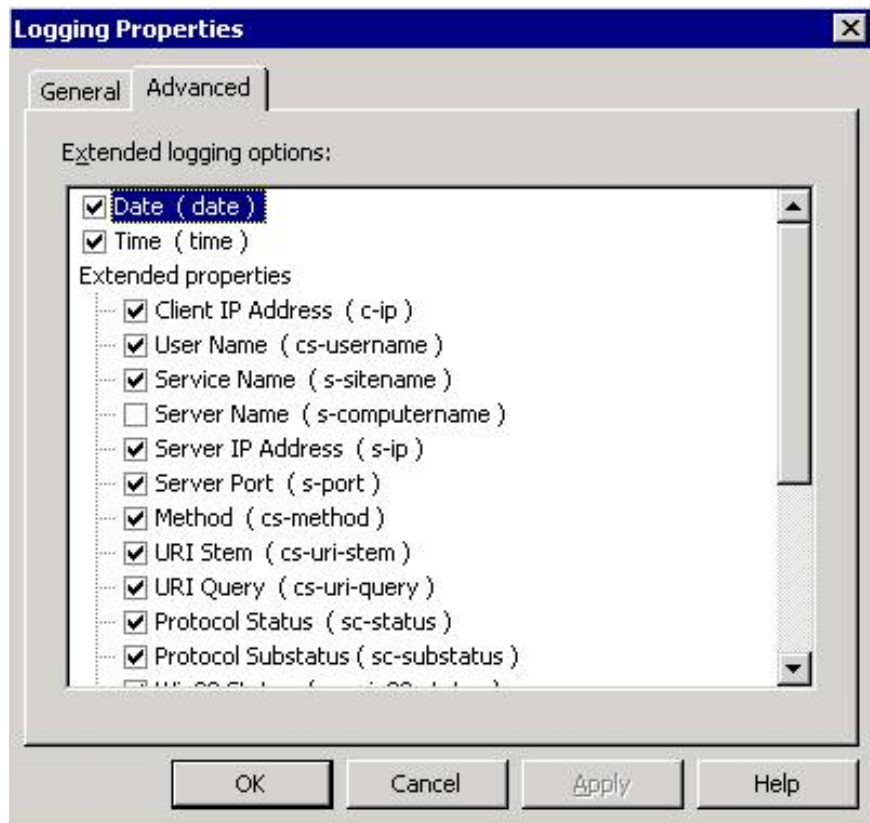 Logging Properties
General
Advanced
Extended logging options:
Date ( date )
Time ( time )
Extended properties
Client IP Address ( c-ip )
User Name ( cs-username )
Service Name ( s-sitename )
Server Name ( s-computername )
Server IP Address ( s-ip )
Server Port ( s-port )
Method ( cs-method )
URI Stem ( cs-uri-stem )
URI Query ( cs-uri-query )
Protocol Status ( sc-status )
Protocol Substatus ( sc-substatus )
OK
Cancel
Apply
Help